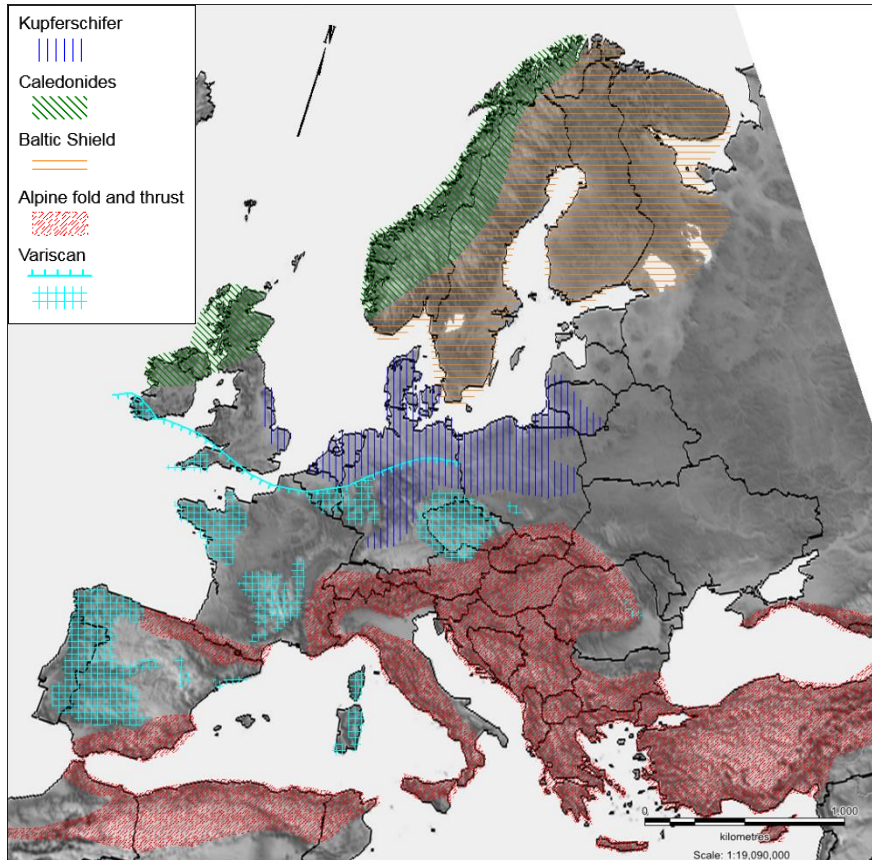 Kupferschifer
Caledonides
Baltic Shield
Alpine fold and thrust
Variscan
0 1,000
kilometres
Scale: 1:19,090,000